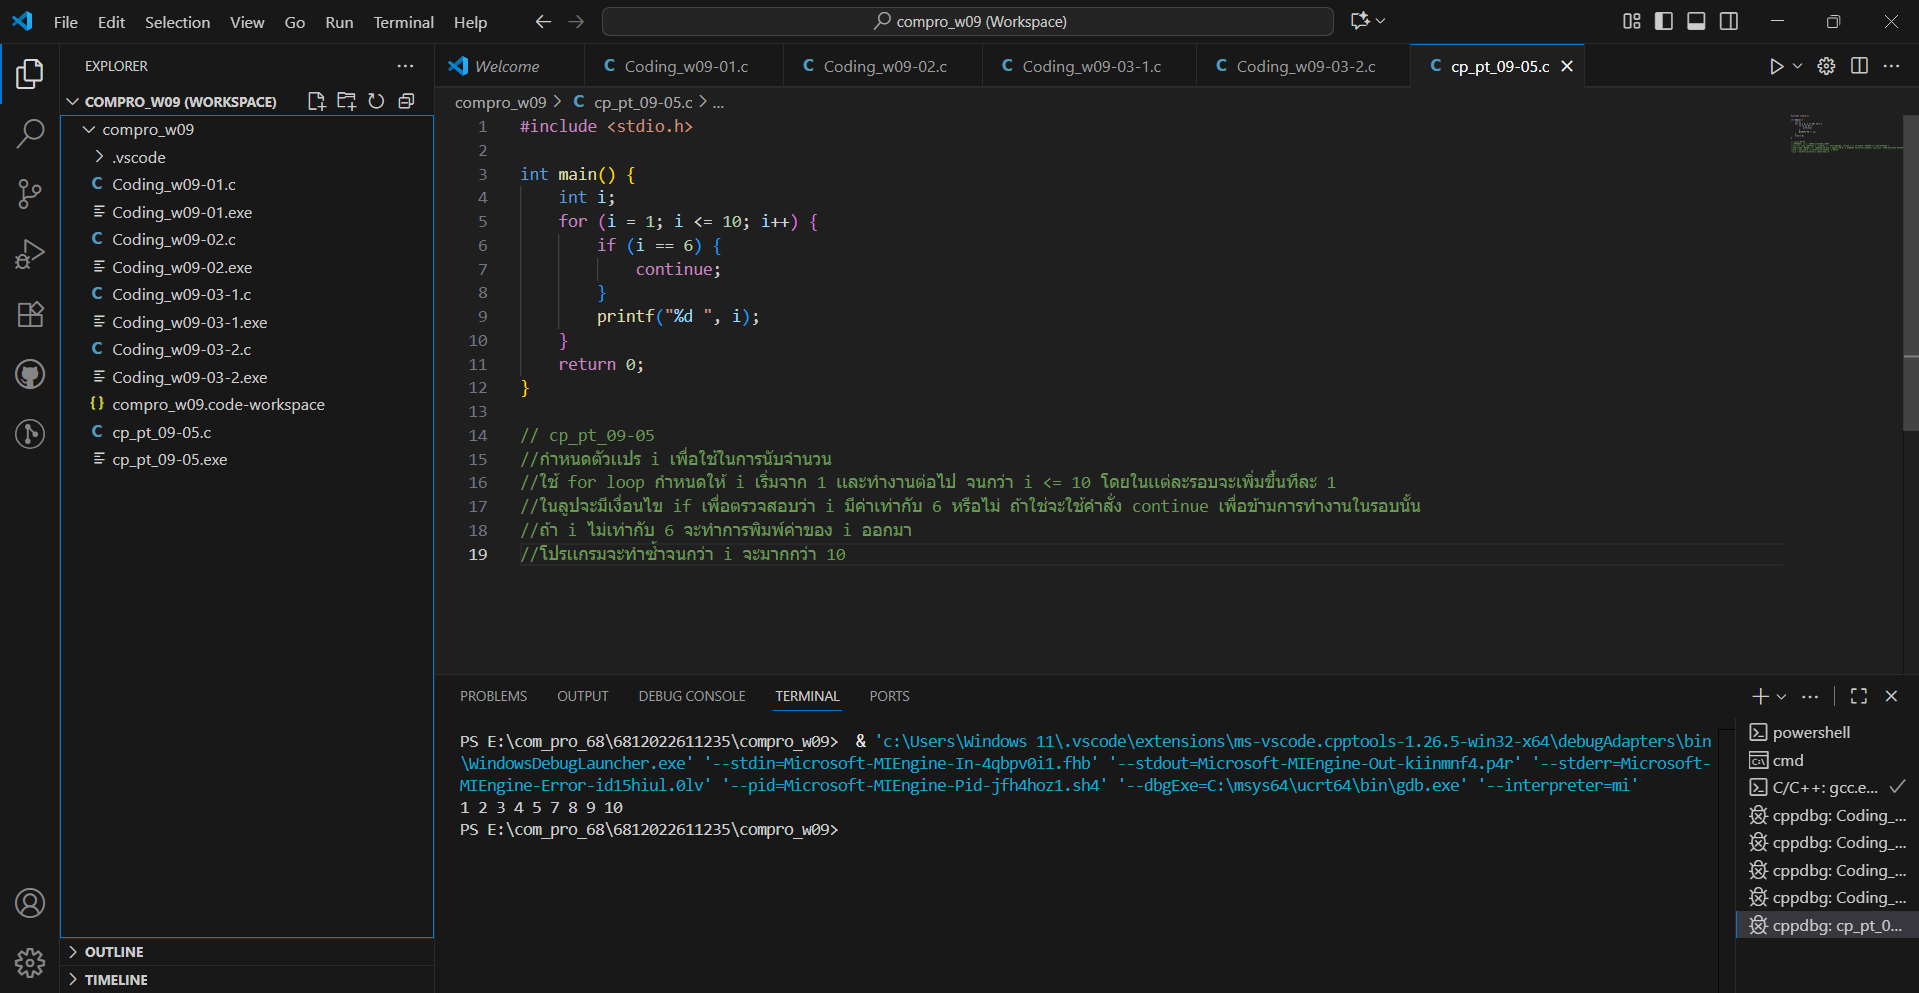 File Edit Selection View Go Run Terminal Help
compro_w09 (Workspace)
EXPLORER
COMPRO_W09 (WORKSPACE)
compro_w09
.vscode
Coding_w09-01.c
Coding_w09-01.exe
Coding_w09-02.c
Coding_w09-02.exe
Coding_w09-03-1.c
Coding_w09-03-1.exe
Coding_w09-03-2.c
Coding_w09-03-2.exe
compro_w09.code-workspace
cp_pt_09-05.c
cp_pt_09-05.exe
OUTLINE
TIMELINE
Welcome C Coding_w09-01.c C Coding_w09-02.c C Coding_w09-03-1.c C Coding_w09-03-2.c C cp_pt_09-05.c
compro_w09 > C cp_pt_09-05.c > ...
1 #include <stdio.h>
2
3 int main() {
4 int i;
5 for (i = 1; i <= 10; i++) {
6 if (i == 6) {
7 continue;
8 }
9 printf("%d ", i);
10 }
11 return 0;
12 }
13
14 // cp_pt_09-05
15 //กำหนดตัวแปร i เพื่อใช้ในการนับจำนวน
16 //ใช้ for loop กำหนดให้ i เริ่มจาก 1 และทำงานต่อไป จนกว่า i <= 10 โดยในแต่ละรอบจะเพิ่มขึ้นทีละ 1
17 //ในลูปจะมีเงื่อนไข if เพื่อตรวจสอบว่า i มีค่าเท่ากับ 6 หรือไม่ ถ้าใช่จะใช้คำสั่ง continue เพื่อข้ามการทำงานในรอบนั้น
18 //ถ้า i ไม่เท่ากับ 6 จะทำการพิมพ์ค่าของ i ออกมา
19 //โปรแกรมจะทำซ้ำจนกว่า i จะมากกว่า 10
PROBLEMS OUTPUT DEBUG CONSOLE TERMINAL PORTS
PS E:\com_pro_68\6812022611235\compro_w09> & 'c:\Users\Windows 11\.vscode\extensions\ms-vscode.cpptools-1.26.5-win32-x64\debugAdapters\bin
\WindowsDebugLauncher.exe' '--stdin=Microsoft-MIEngine-In-4qbpv0i1.fhb' '--stdout=Microsoft-MIEngine-Out-kiinmnf4.p4r' '--stderr=Microsoft-
MIEngine-Error-id15hiul.0lv' '--pid=Microsoft-MIEngine-Pid-jfh4hoz1.sh4' '--dbgExe=C:\msys64\ucrt64\bin\gdb.exe' '--interpreter=mi'
1 2 3 4 5 7 8 9 10
PS E:\com_pro_68\6812022611235\compro_w09>
powershell
cmd
C/C++: gcc.e...
cppdbg: Coding_...
cppdbg: Coding_...
cppdbg: Coding_...
cppdbg: Coding_...
cppdbg: cp_pt_0...